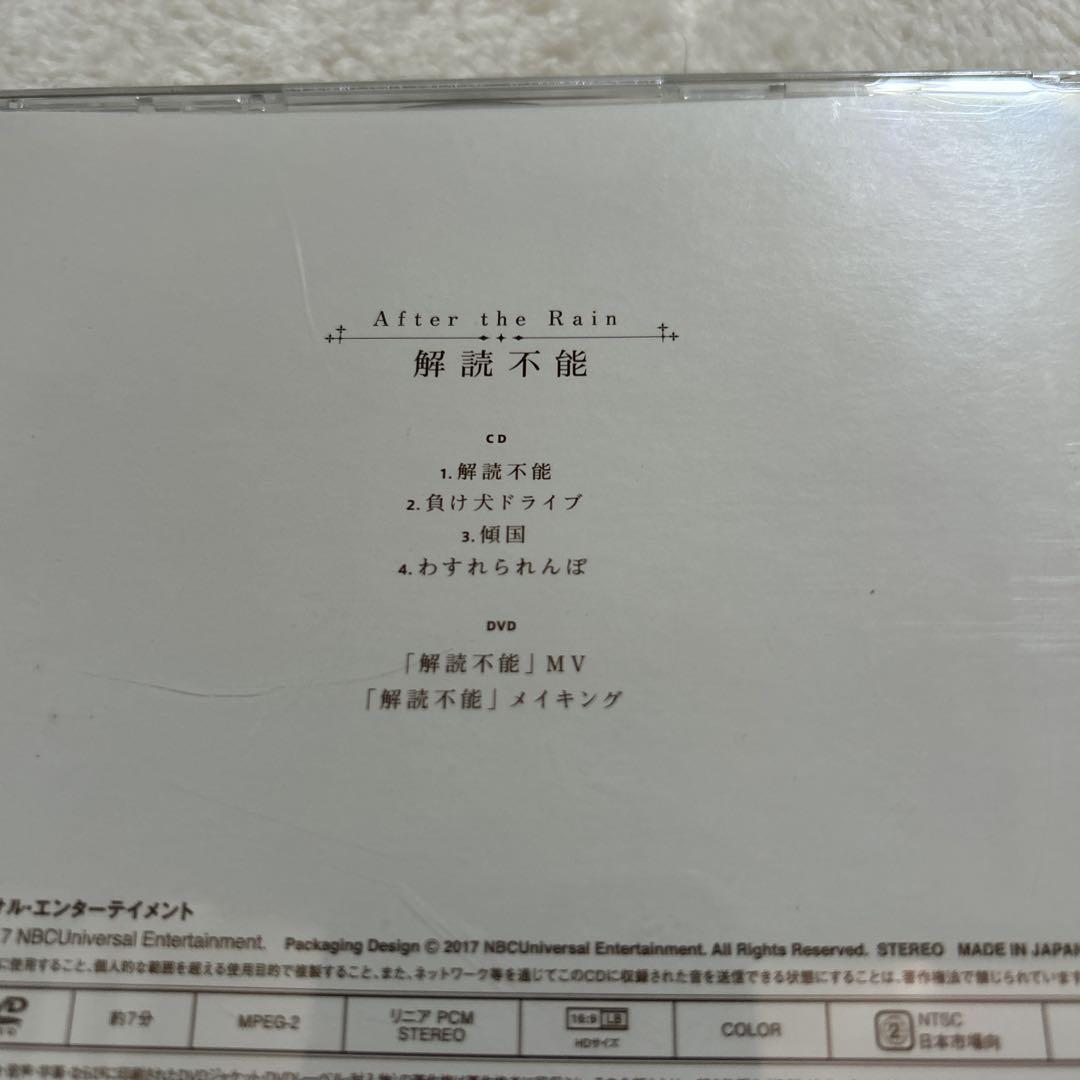 After the Rain
解読不能
CD
1. 解読不能
2. 負け犬ドライブ
3. 傾国
4. わすれられんぼ
DVD
「解読不能」MV
「解読不能」メイキング
サル・エンターテイメント
7 NBCUniversal Entertainment. Packaging Design © 2017 NBCUniversal Entertainment. All Rights Reserved. STEREO MADE IN JAPAN
に使用すること、個人的な範囲を超える使用目的で複製すること、また、ネットワーク等を通じてこのCDに収録された音を送信できる状態にすることは、著作権法で禁じられています
約7分 MPEG-2 リニア PCM STEREO 16:9 LB HDサイズ COLOR 2 NTSC 日本市場向